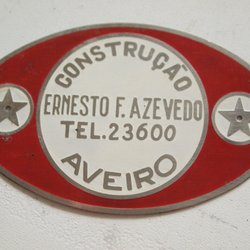 CONSTRUÇÃO
ERNESTO F. AZEVEDO
TEL.23600
AVEIRO